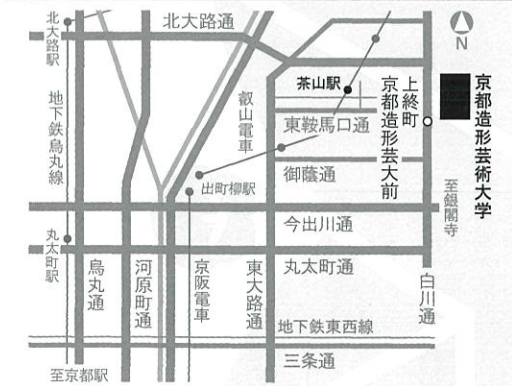 北大路通
北大路駅
N
地下鉄烏丸線
叡山電車
茶山駅
上終町
京都造形芸大前
京都造形芸術大学
東鞍馬口通
御蔭通
至銀閣寺
出町柳駅
今出川通
丸太町駅
烏丸通
河原町通
京阪電車
東大路通
丸太町通
白川通
地下鉄東西線
三条通
至京都駅